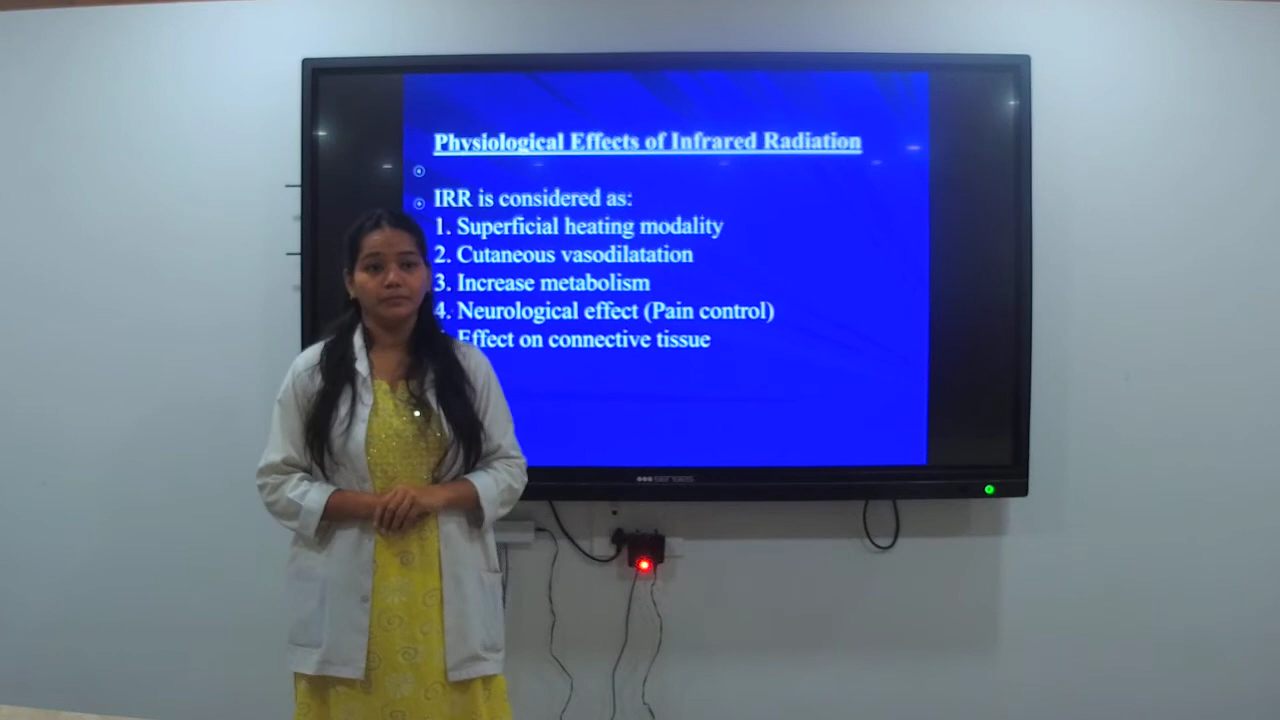 Physiological Effects of Infrared Radiation
IRR is considered as:
1. Superficial heating modality
2. Cutaneous vasodilatation
3. Increase metabolism
4. Neurological effect (Pain control)
Effect on connective tissue